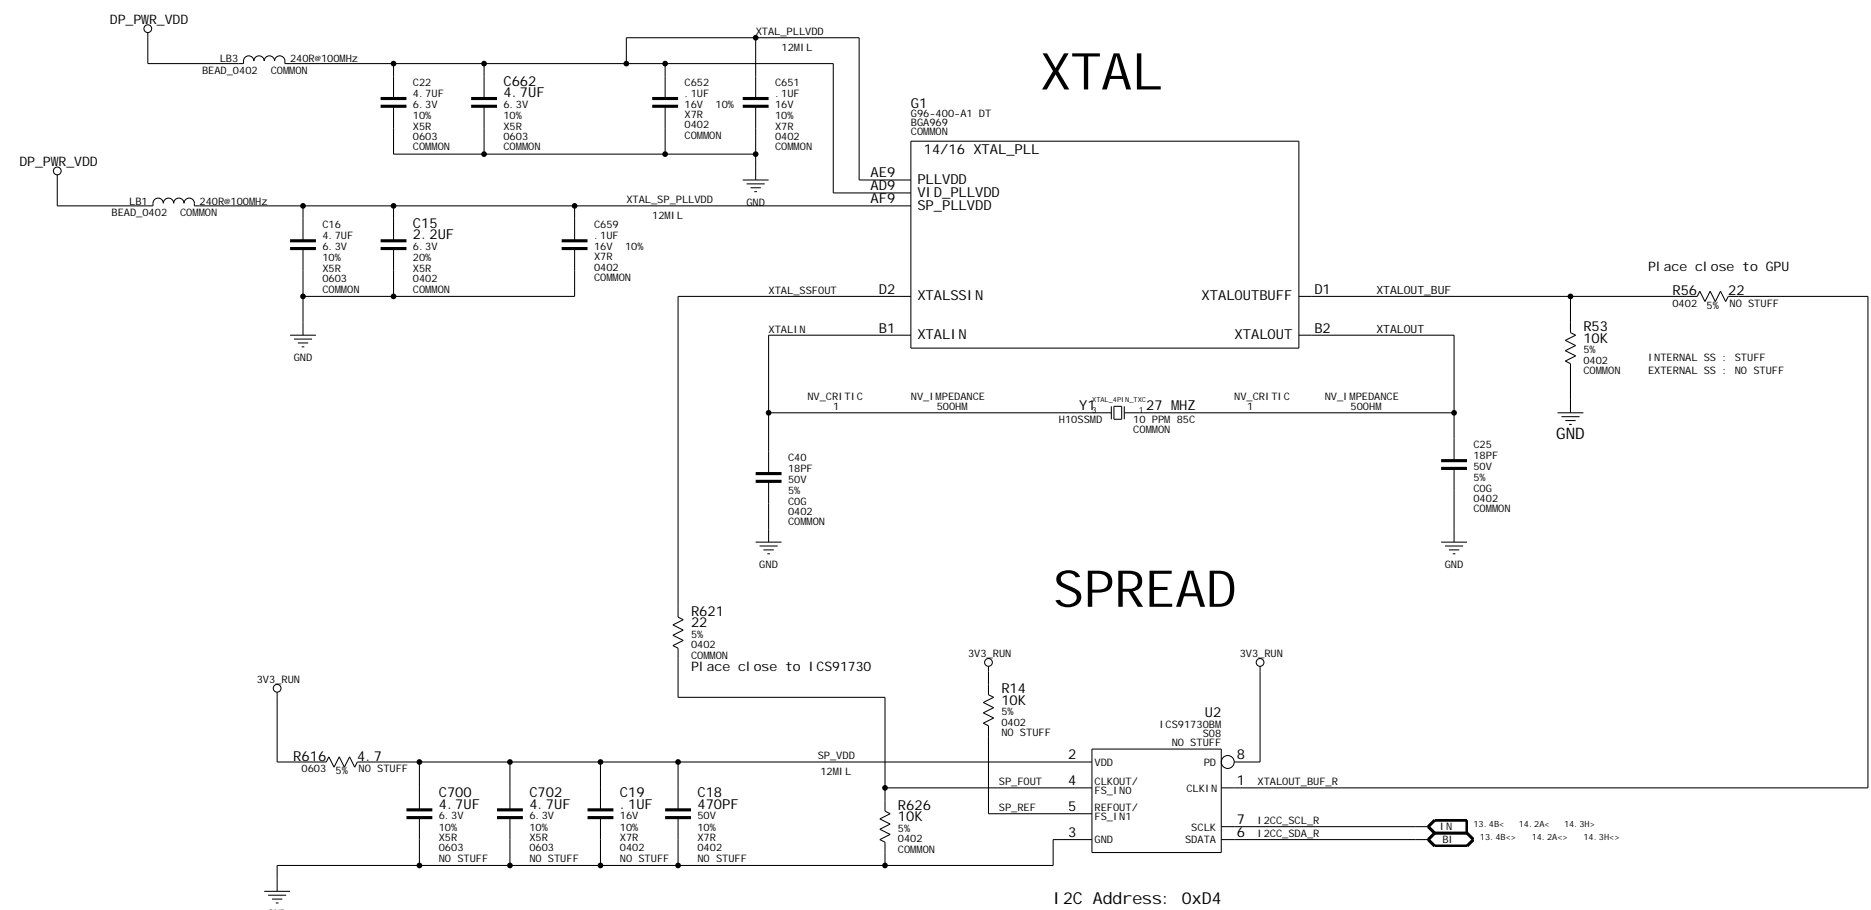 DP_PWR_VDD
LB3 240R@100MHz
BEAD_0402 COMMON
C22
4.7UF
6.3V
10%
X5R
0603
COMMON
C662
4.7UF
6.3V
10%
X5R
0603
COMMON
C652
.1UF
16V 10%
X7R
0402
COMMON
XTAL_PLLVDD
12MIL
C651
.1UF
16V
10%
X7R
0402
COMMON
GND
XTAL
G1
G96-400-A1 DT
BGA969
COMMON
14/16 XTAL_PLL
AE9 PLLVDD
AD9 VID_PLLVDD
AF9 SP_PLLVDD
DP_PWR_VDD
LB1 240R@100MHz
BEAD_0402 COMMON
XTAL_SP_PLLVDD
12MIL
C16
4.7UF
6.3V
10%
X5R
0603
COMMON
C15
2.2UF
6.3V
20%
X5R
0402
COMMON
C659
.1UF
16V 10%
X7R
0402
COMMON
GND
XTAL_SSFOUT D2 XTALSSIN
XTALIN B1 XTALIN
XTALOUTBUFF D1 XTALOUT_BUF
XTALOUT B2 XTALOUT
Place close to GPU
R56 22
0402 5% NO STUFF
R53
10K
5%
0402
COMMON
INTERNAL SS : STUFF
EXTERNAL SS : NO STUFF
GND
NV_CRITIC NV_IMPEDANCE
1 50OHM
XTAL_4PIN_TXC
Y1 3 1 27 MHZ
H10SSMD 10 PPM 85C
COMMON
NV_CRITIC NV_IMPEDANCE
1 50OHM
C40
18PF
50V
5%
COG
0402
COMMON
GND
C25
18PF
50V
5%
COG
0402
COMMON
GND
SPREAD
R621
22
5%
0402
COMMON
Place close to ICS91730
3V3_RUN
R616 4.7
0603 5% NO STUFF
C700
4.7UF
6.3V
10%
X5R
0603
NO STUFF
C702
4.7UF
6.3V
10%
X5R
0603
NO STUFF
C19
.1UF
16V
10%
X7R
0402
NO STUFF
C18
470PF
50V
10%
X7R
0402
NO STUFF
SP_VDD
12MIL
R626
10K
5%
0402
COMMON
3V3_RUN
R14
10K
5%
0402
NO STUFF
3V3_RUN
U2
ICS91730BM
SO8
NO STUFF
2 VDD
SP_FOUT 4 CLKOUT/
FS_IN0
SP_REF 5 REFOUT/
FS_IN1
3 GND
PD 8
CLKIN 1 XTALOUT_BUF_R
SCLK 7 I2CC_SCL_R IN 13.4B< 14.2A< 14.3H>
SDATA 6 I2CC_SDA_R BI 13.4B<> 14.2A<> 14.3H<>
I2C Address: 0xD4